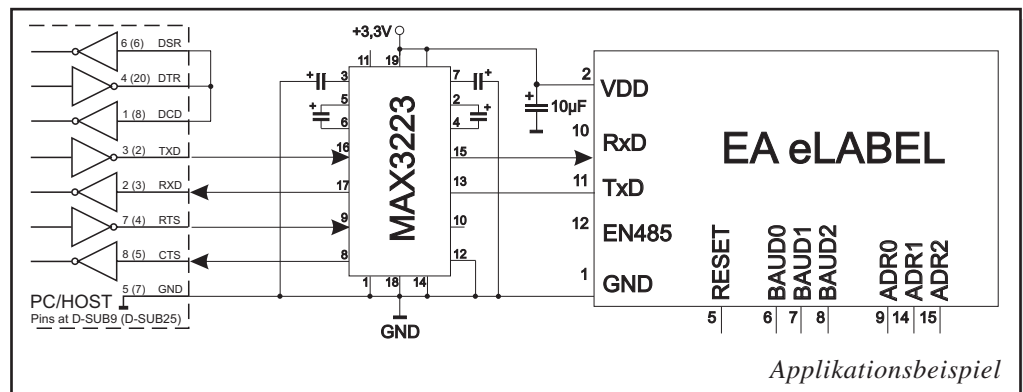 +3,3V
6 (6) DSR
4 (20) DTR
1 (8) DCD
3 (2) TXD
2 (3) RXD
7 (4) RTS
8 (5) CTS
5 (7) GND
PC/HOST
Pins at D-SUB9 (D-SUB25)
11
19
3
5
6
16
17
9
8
7
2
4
15
13
10
12
1
18
14
MAX3223
GND
10µF
2 VDD
10 RxD
11 TxD
12 EN485
1 GND
EA eLABEL
RESET
BAUD0
BAUD1
BAUD2
ADR0
ADR1
ADR2
5
6
7
8
9
14
15
Applikationsbeispiel